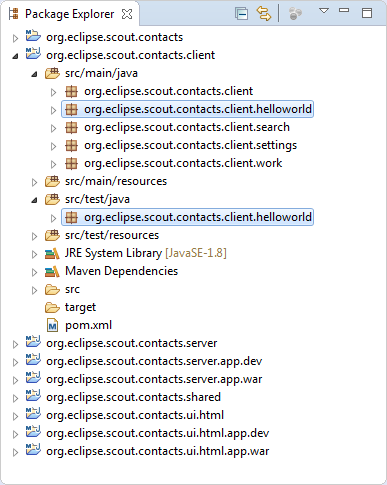 Package Explorer
org.eclipse.scout.contacts
org.eclipse.scout.contacts.client
src/main/java
org.eclipse.scout.contacts.client
org.eclipse.scout.contacts.client.helloworld
org.eclipse.scout.contacts.client.search
org.eclipse.scout.contacts.client.settings
org.eclipse.scout.contacts.client.work
src/main/resources
src/test/java
org.eclipse.scout.contacts.client.helloworld
src/test/resources
JRE System Library [JavaSE-1.8]
Maven Dependencies
src
target
pom.xml
org.eclipse.scout.contacts.server
org.eclipse.scout.contacts.server.app.dev
org.eclipse.scout.contacts.server.app.war
org.eclipse.scout.contacts.shared
org.eclipse.scout.contacts.ui.html
org.eclipse.scout.contacts.ui.html.app.dev
org.eclipse.scout.contacts.ui.html.app.war